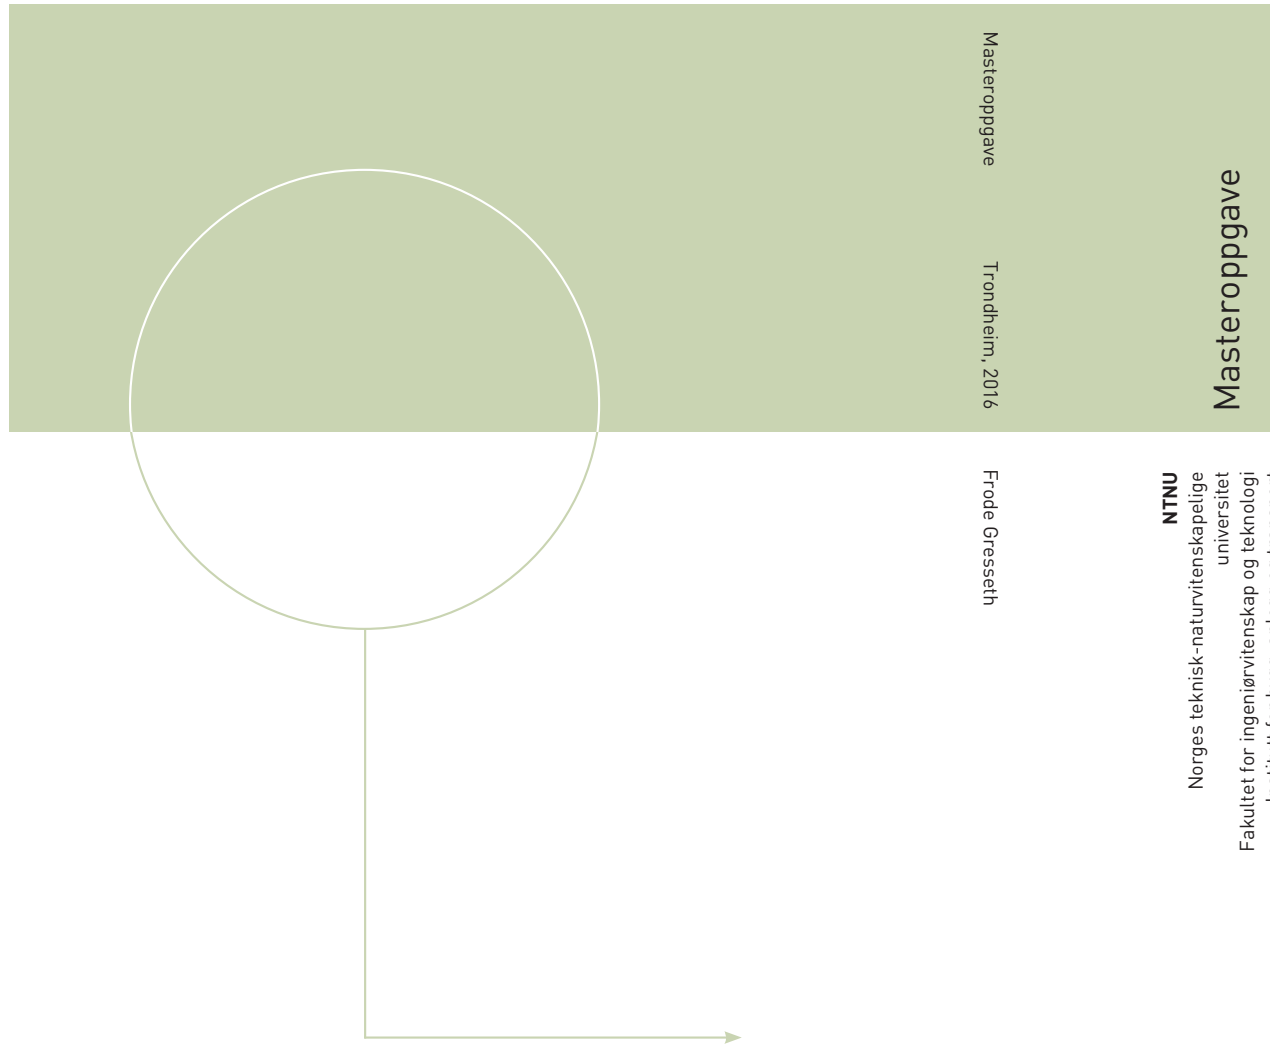 Masteroppgave
Trondheim, 2016
Frode Gresseth
Masteroppgave
NTNU
Norges teknisk-naturvitenskapelige
universitet
Fakultet for ingeniørvitenskap og teknologi